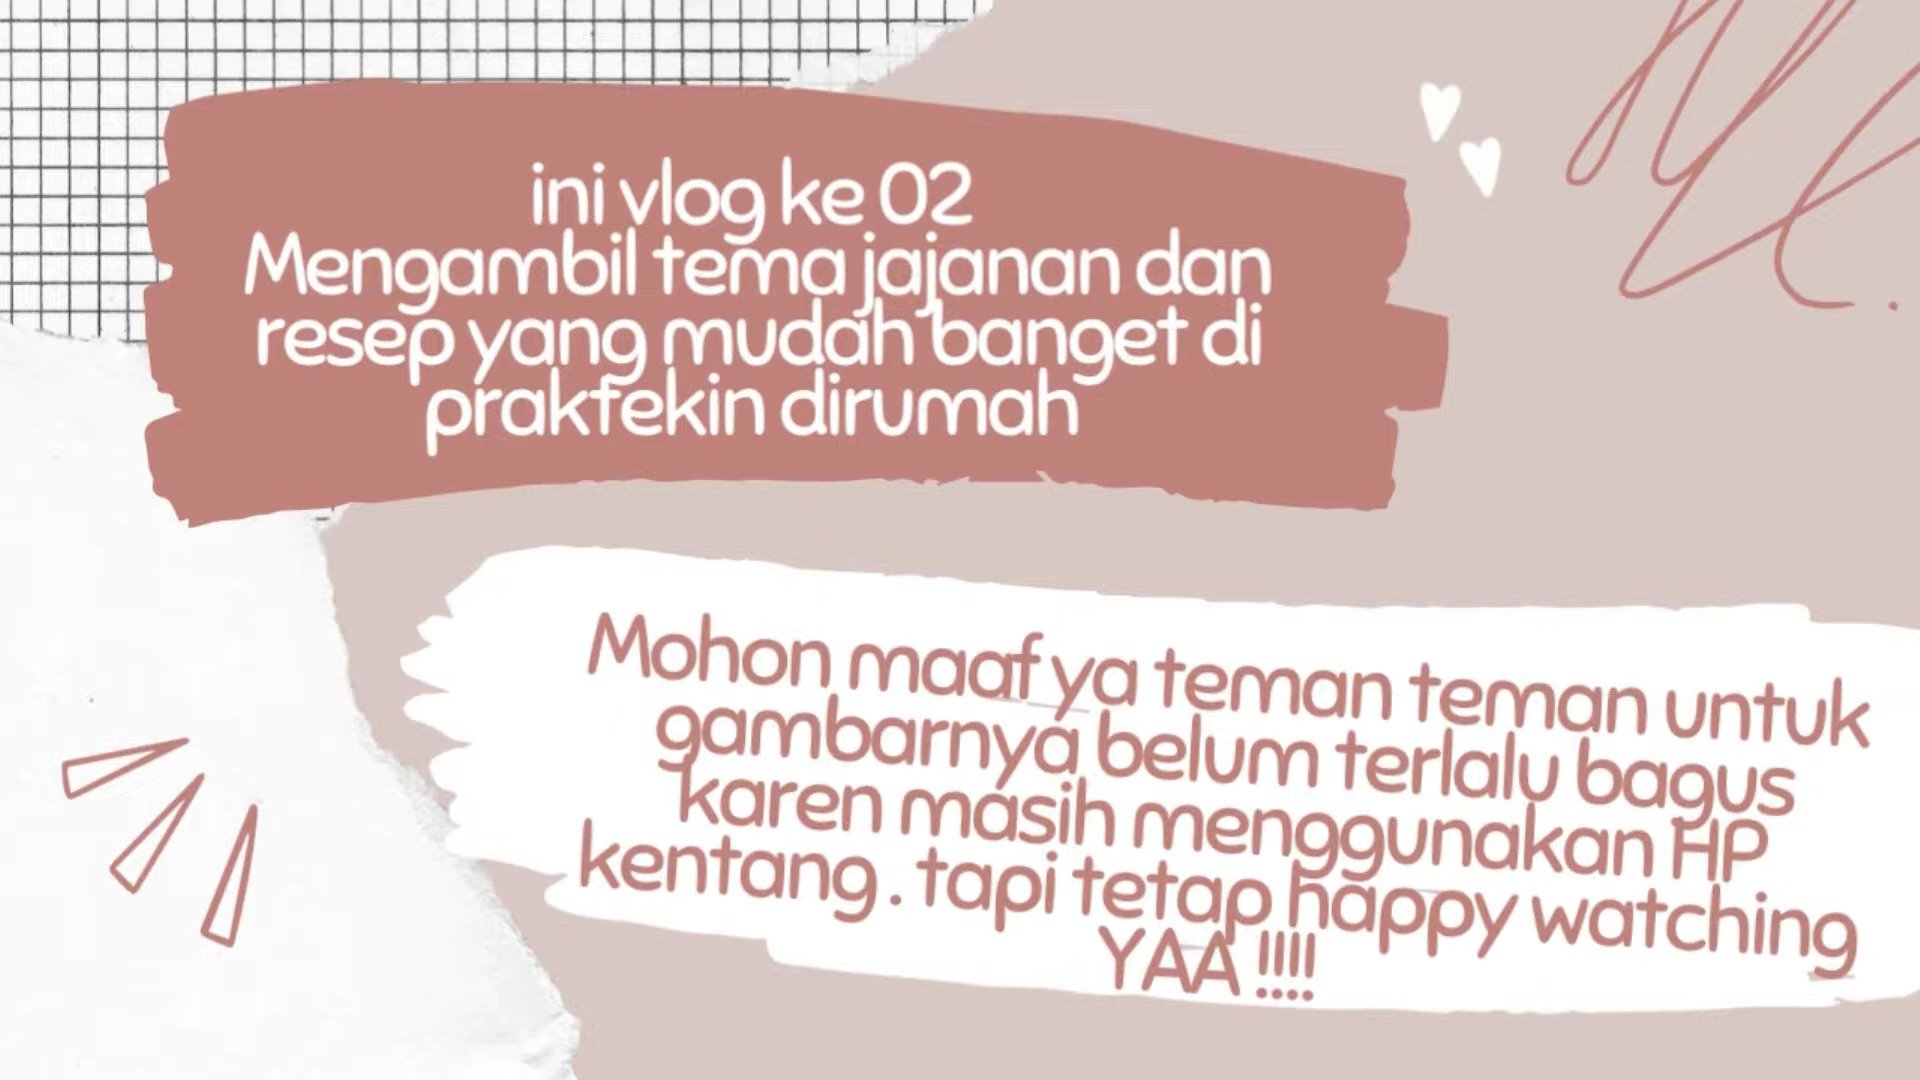 ini vlog ke 02
Mengambil tema jajanan dan
resep yang mudah banget di
praktekin dirumah
Mohon maaf ya teman teman untuk
gambarnya belum terlalu bagus
karen masih menggunakan HP
kentang . tapi tetap happy watching
YAA !!!!